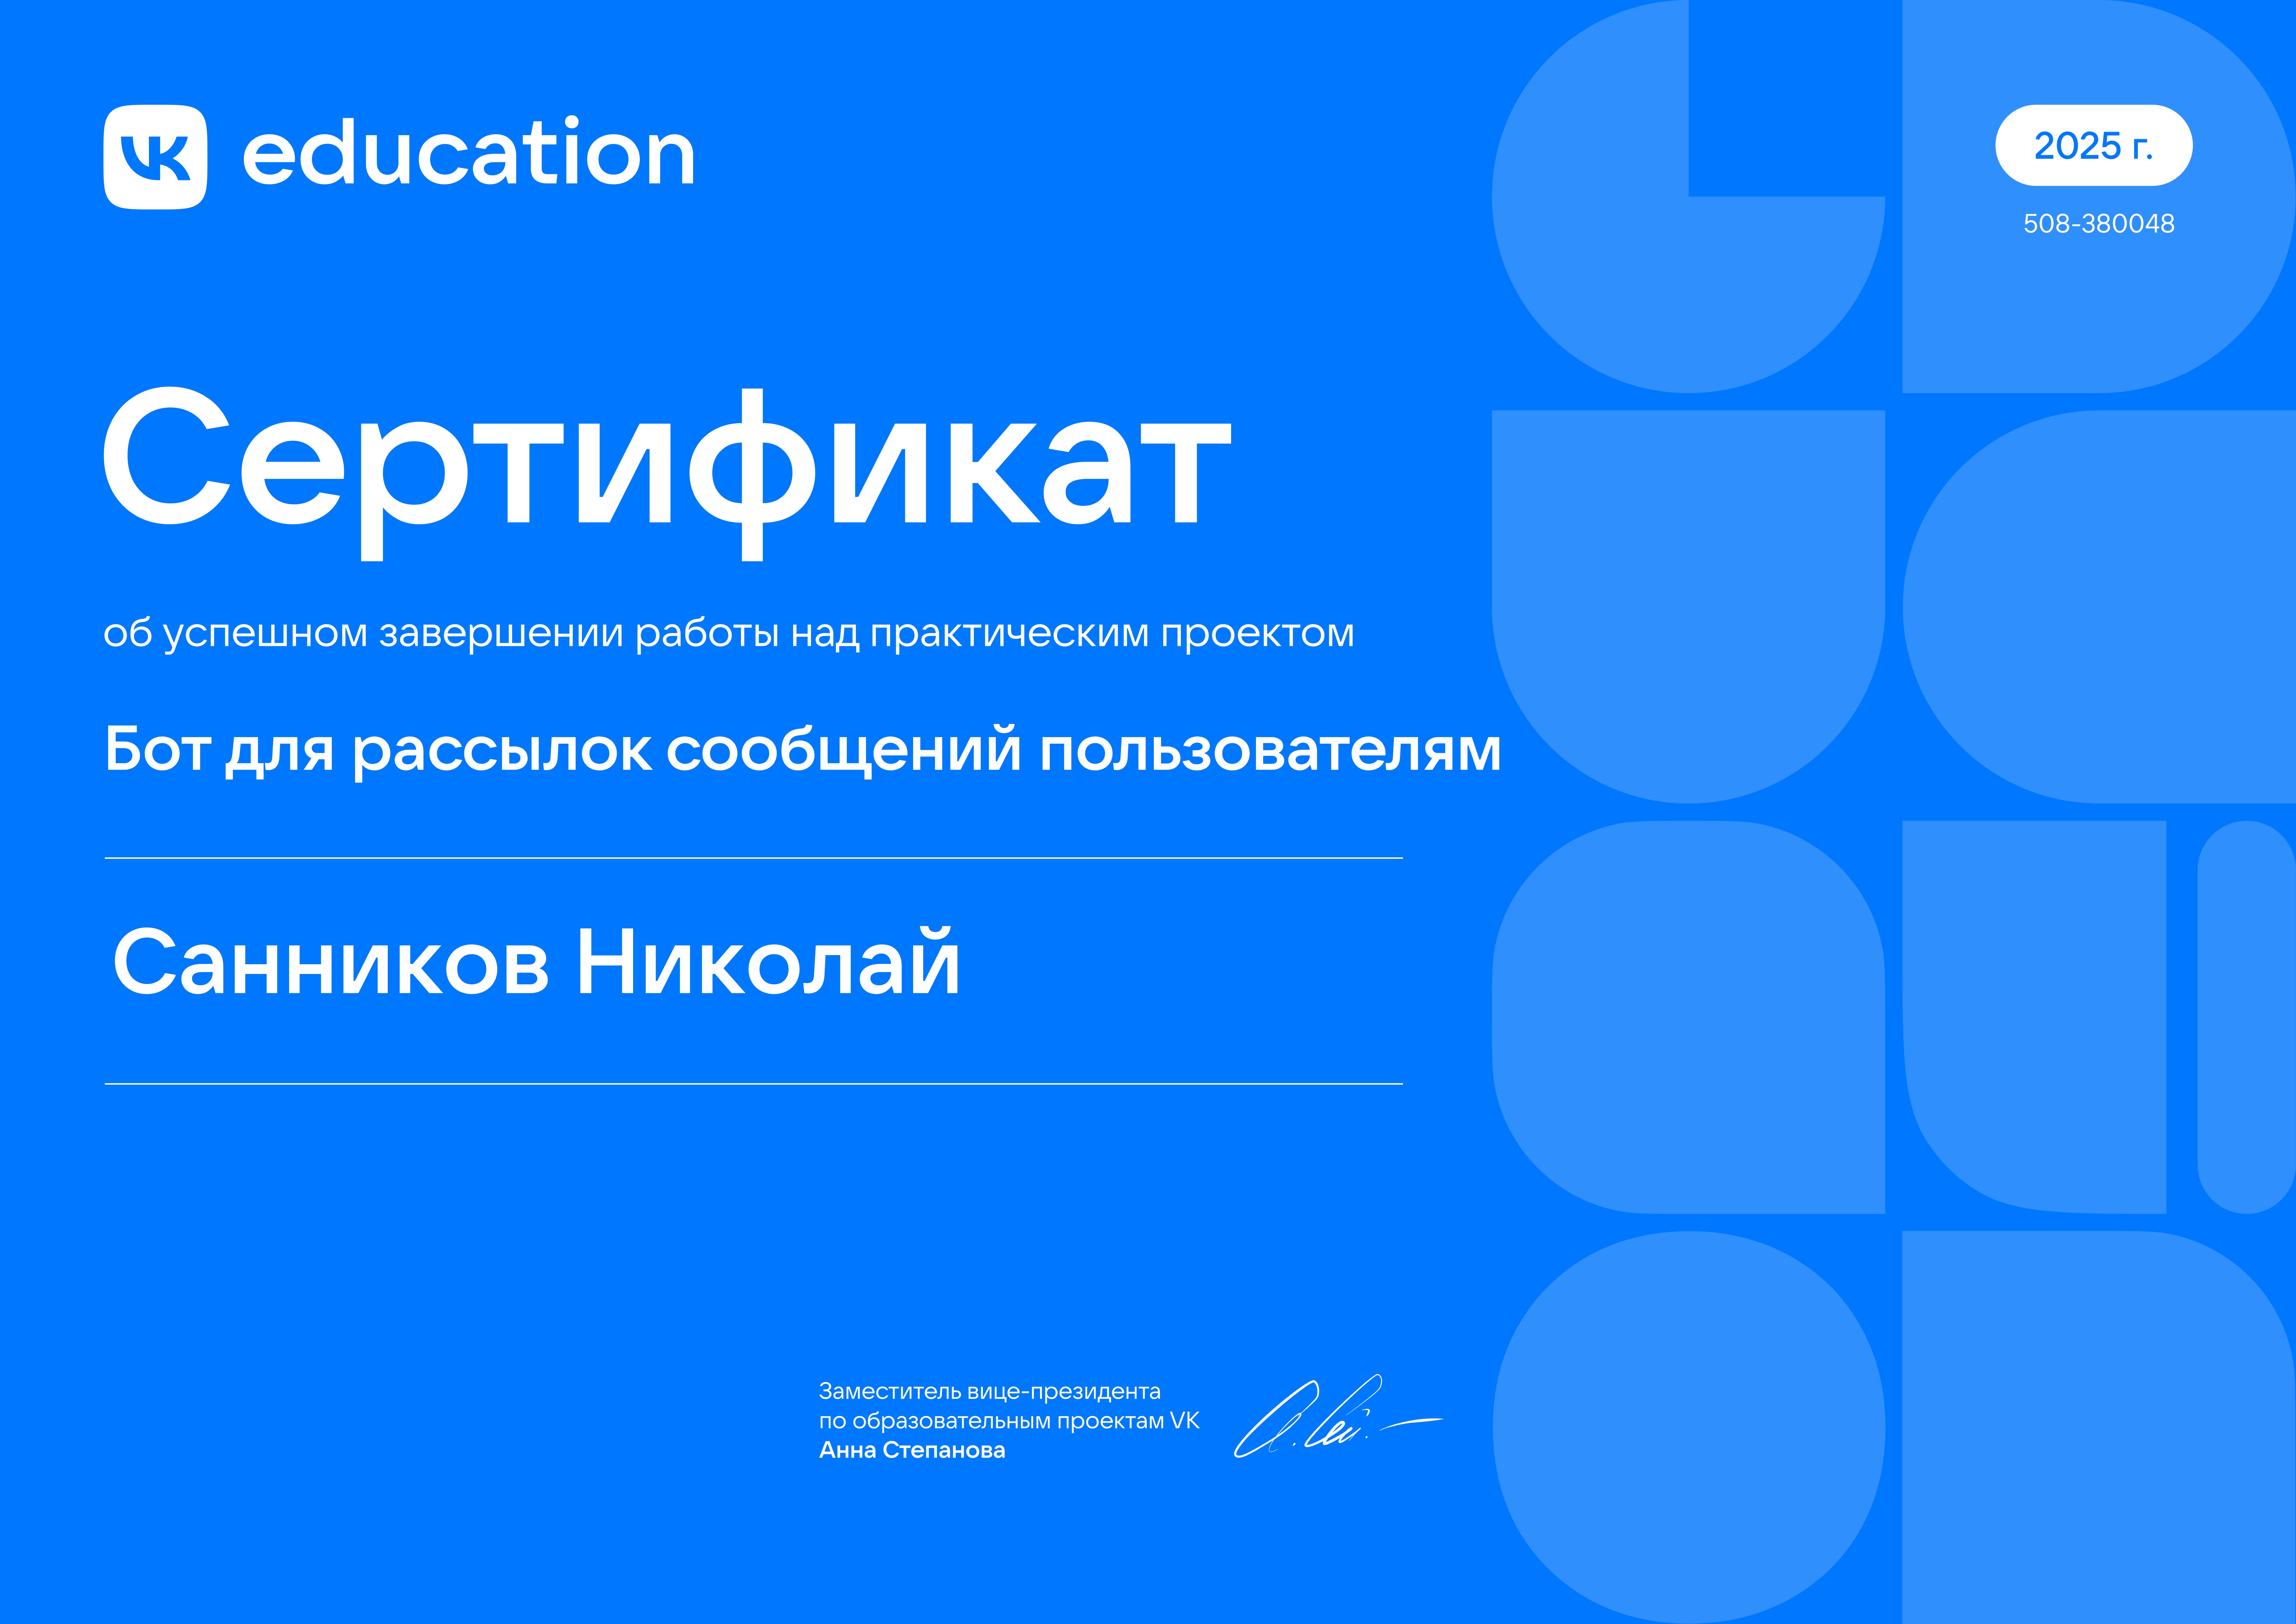 VK education
2025 г.
508-380048
Сертификат
об успешном завершении работы над практическим проектом
Бот для рассылок сообщений пользователям
Санников Николай
Заместитель вице-президента
по образовательным проектам VK
Анна Степанова